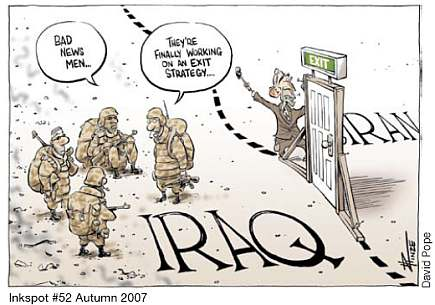 BAD
NEWS
MEN...
THEY'RE
FINALLY WORKING
ON AN EXIT
STRATEGY....
EXIT
IRAN
IRAQ
HINZE
David Pope
Inkspot #52 Autumn 2007